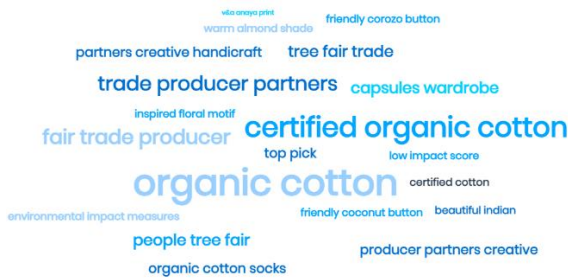 v&a anaya print
friendly corozo button
warm almond shade
partners creative handicraft
tree fair trade
trade producer partners
capsules wardrobe
inspired floral motif
certified organic cotton
fair trade producer
top pick
low impact score
organic cotton
certified cotton
environmental impact measures
friendly coconut button
beautiful indian
people tree fair
producer partners creative
organic cotton socks